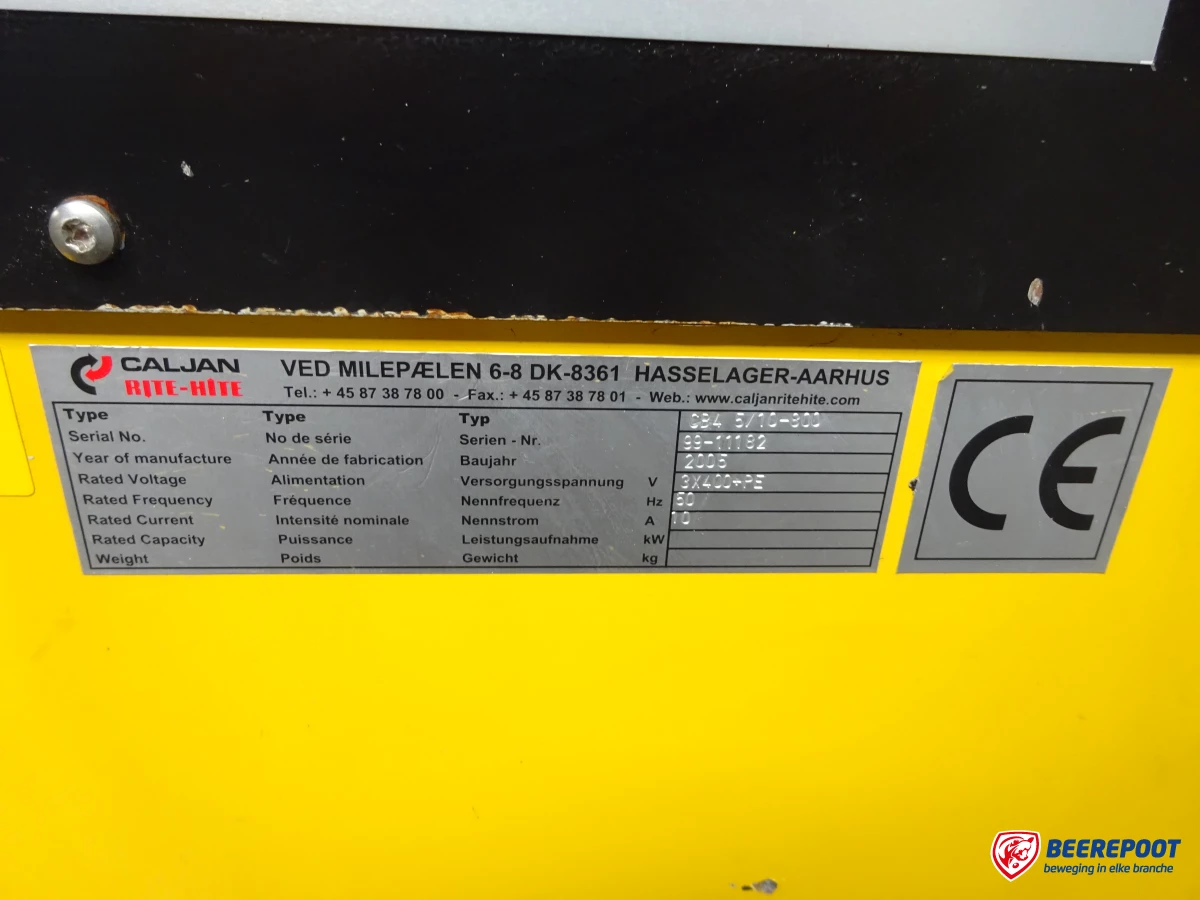 CALJAN
RITE-HITE
VED MILEPÆLEN 6-8 DK-8361 HASSELAGER-AARHUS
Tel.: + 45 87 38 78 00 - Fax.: + 45 87 38 78 01 - Web.: www.caljanritehite.com
Type Type Typ CB4 5/10-800
Serial No. No de série Serien - Nr. 99-11182
Year of manufacture Année de fabrication Baujahr 2005
Rated Voltage Alimentation Versorgungsspannung V 3X400+PE
Rated Frequency Fréquence Nennfrequenz Hz 50
Rated Current Intensité nominale Nennstrom A 10
Rated Capacity Puissance Leistungsaufnahme kW
Weight Poids Gewicht kg
CE
BEEREPOOT
beweging in elke branche